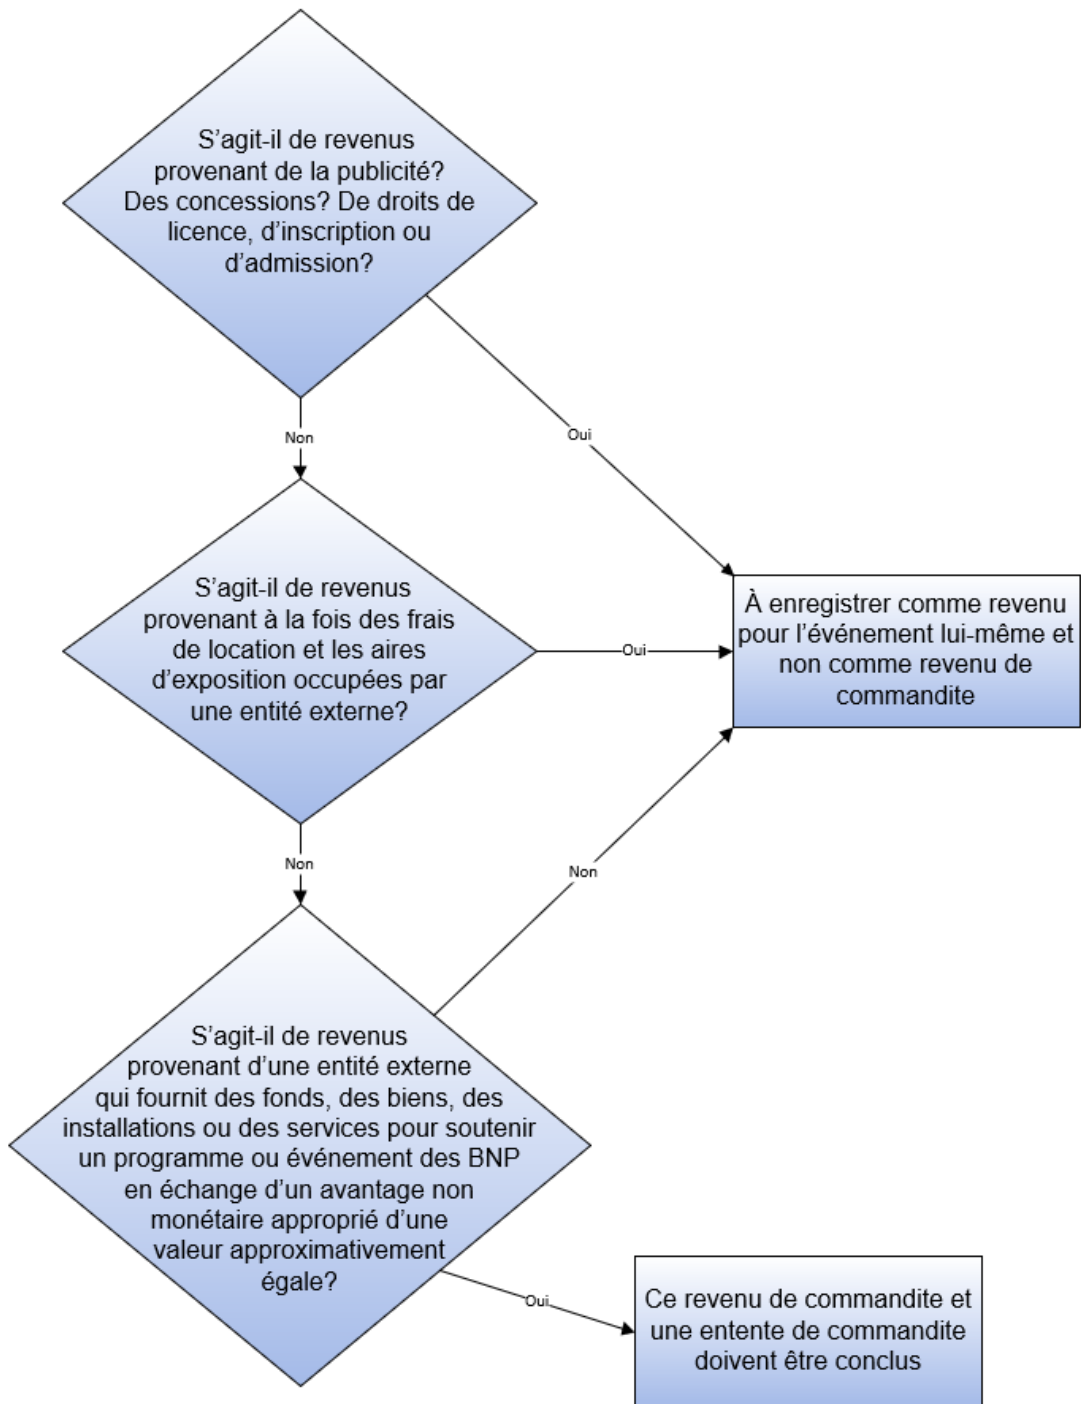 S’agit-il de revenus
provenant de la publicité?
Des concessions? De droits de
licence, d’inscription ou
d’admission?
Oui
Non
S’agit-il de revenus
provenant à la fois des frais
de location et les aires
d’exposition occupées par
une entité externe?
Oui
À enregistrer comme revenu
pour l’événement lui-même et
non comme revenu de
commandite
Non
Non
S’agit-il de revenus
provenant d’une entité externe
qui fournit des fonds, des biens, des
installations ou des services pour soutenir
un programme ou événement des BNP
en échange d’un avantage non
monétaire approprié d’une
valeur approximativement
égale?
Oui
Ce revenu de commandite et
une entente de commandite
doivent être conclus